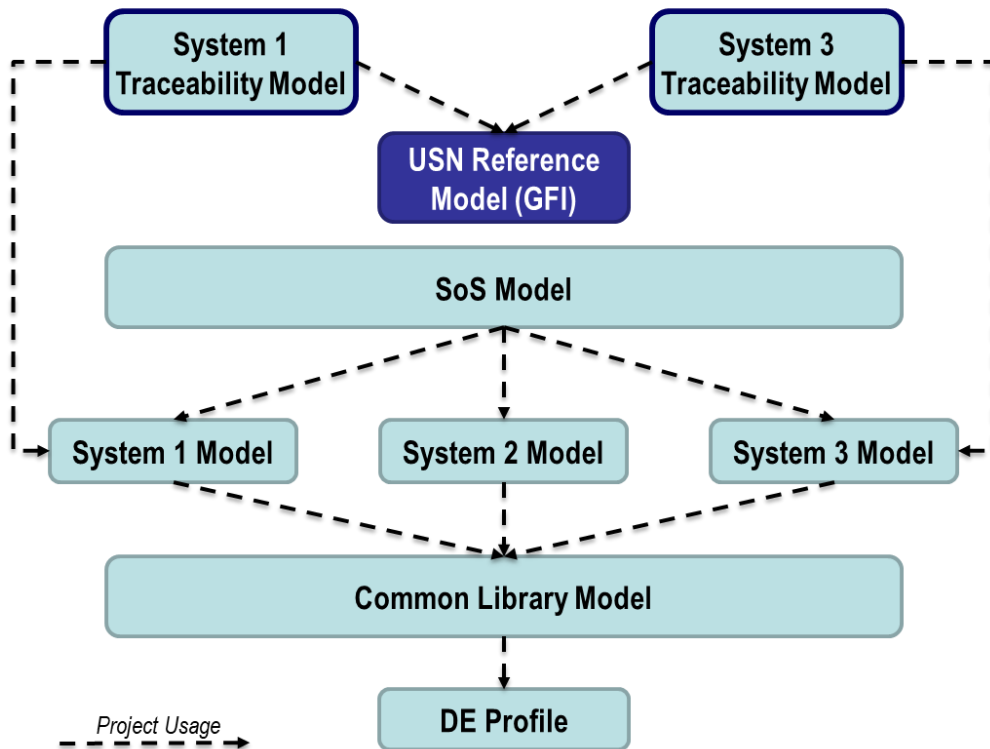 System 1
Traceability Model
System 3
Traceability Model
USN Reference
Model (GFI)
SoS Model
System 1 Model
System 2 Model
System 3 Model
Common Library Model
DE Profile
Project Usage